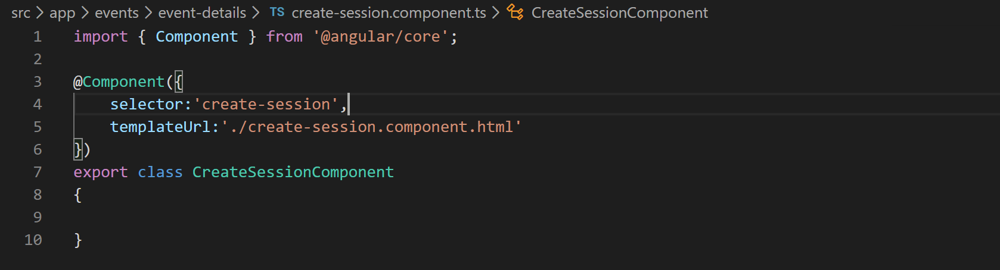 src > app > events > event-details > TS create-session.component.ts > CreateSessionComponent
1 import { Component } from '@angular/core';
2
3 @Component({
4 selector:'create-session',
5 templateUrl:'./create-session.component.html'
6 })
7 export class CreateSessionComponent
8 {
9
10 }